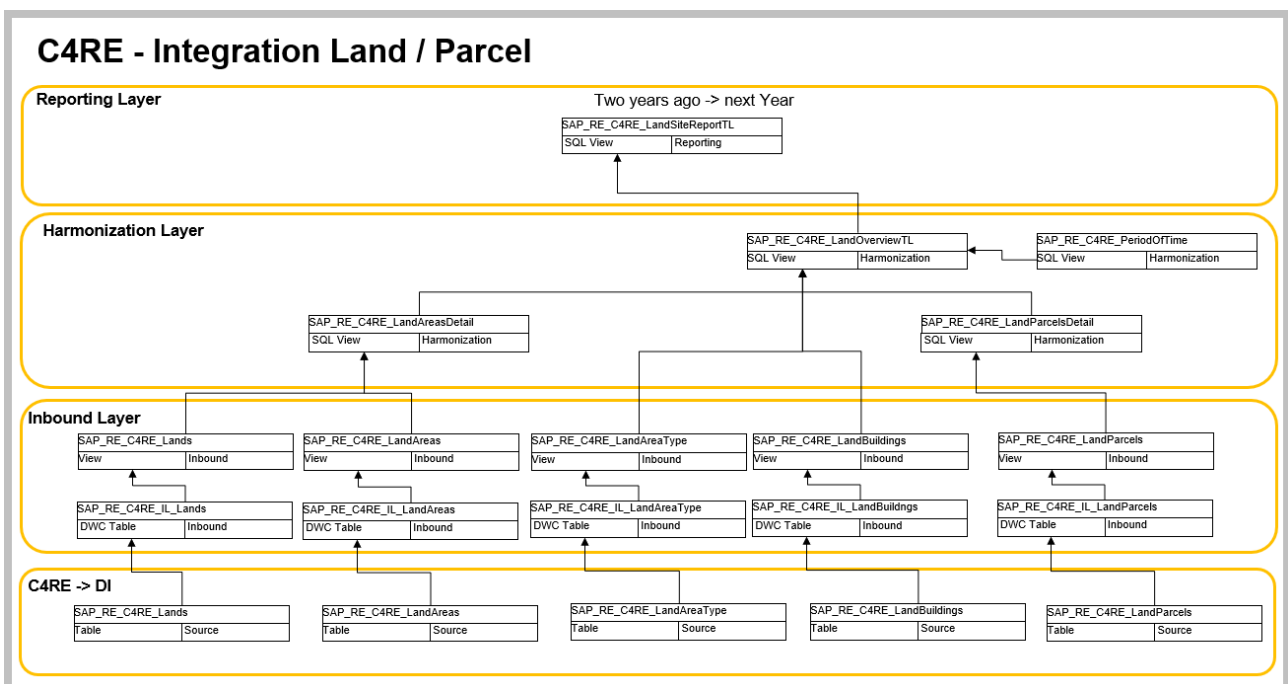 C4RE - Integration Land / Parcel
Reporting Layer
Two years ago -> next Year
SAP_RE_C4RE_LandSiteReportTL
SQL View Reporting
Harmonization Layer
SAP_RE_C4RE_LandOverviewTL SAP_RE_C4RE_PeriodOfTime
SQL View Harmonization SQL View Harmonization
SAP_RE_C4RE_LandAreasDetail SAP_RE_C4RE_LandParcelsDetail
SQL View Harmonization SQL View Harmonization
Inbound Layer
SAP_RE_C4RE_Lands SAP_RE_C4RE_LandAreas SAP_RE_C4RE_LandAreaType SAP_RE_C4RE_LandBuildings SAP_RE_C4RE_LandParcels
View Inbound View Inbound View Inbound View Inbound View Inbound
SAP_RE_C4RE_IL_Lands SAP_RE_C4RE_IL_LandAreas SAP_RE_C4RE_IL_LandAreaType SAP_RE_C4RE_IL_LandBuildngs SAP_RE_C4RE_IL_LandParcels
DWC Table Inbound DWC Table Inbound DWC Table Inbound DWC Table Inbound DWC Table Inbound
C4RE -> DI
SAP_RE_C4RE_Lands SAP_RE_C4RE_LandAreas SAP_RE_C4RE_LandAreaType SAP_RE_C4RE_LandBuildings SAP_RE_C4RE_LandParcels
Table Source Table Source Table Source Table Source Table Source